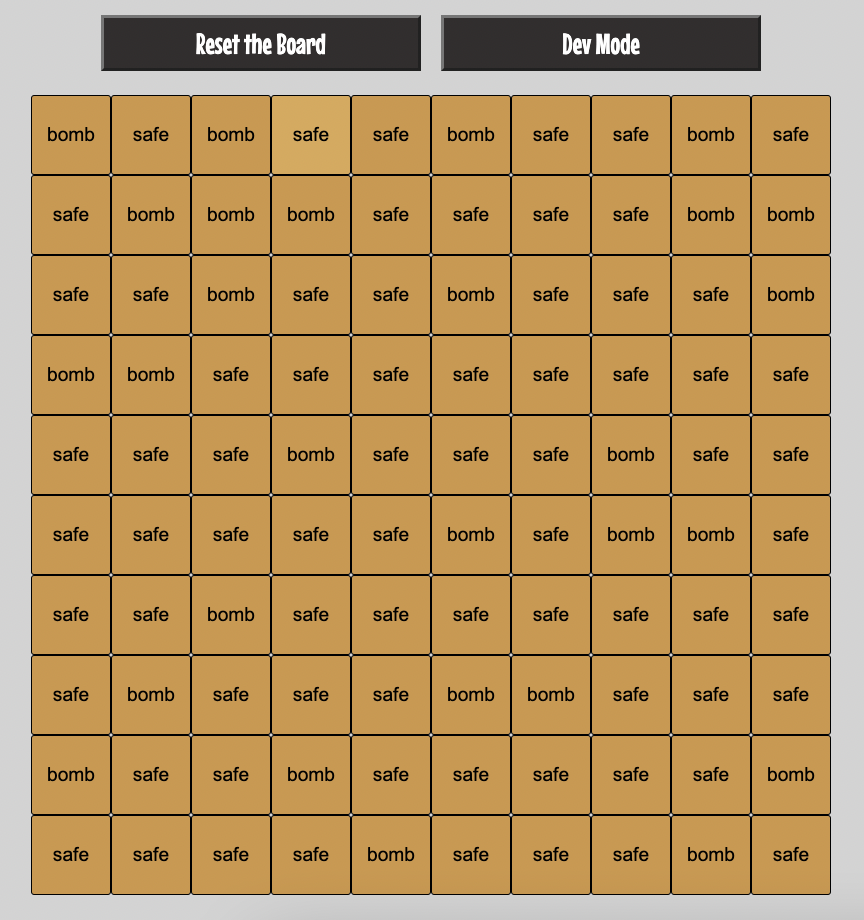 Reset the Board Dev Mode
bomb safe bomb safe safe bomb safe safe bomb safe
safe bomb bomb bomb safe safe safe safe bomb bomb
safe safe bomb safe safe bomb safe safe safe bomb
bomb bomb safe safe safe safe safe safe safe safe
safe safe safe bomb safe safe safe bomb safe safe
safe safe safe safe safe bomb safe bomb bomb safe
safe safe bomb safe safe safe safe safe safe safe
safe bomb safe safe safe bomb bomb safe safe safe
bomb safe safe bomb safe safe safe safe safe bomb
safe safe safe safe bomb safe safe safe bomb safe